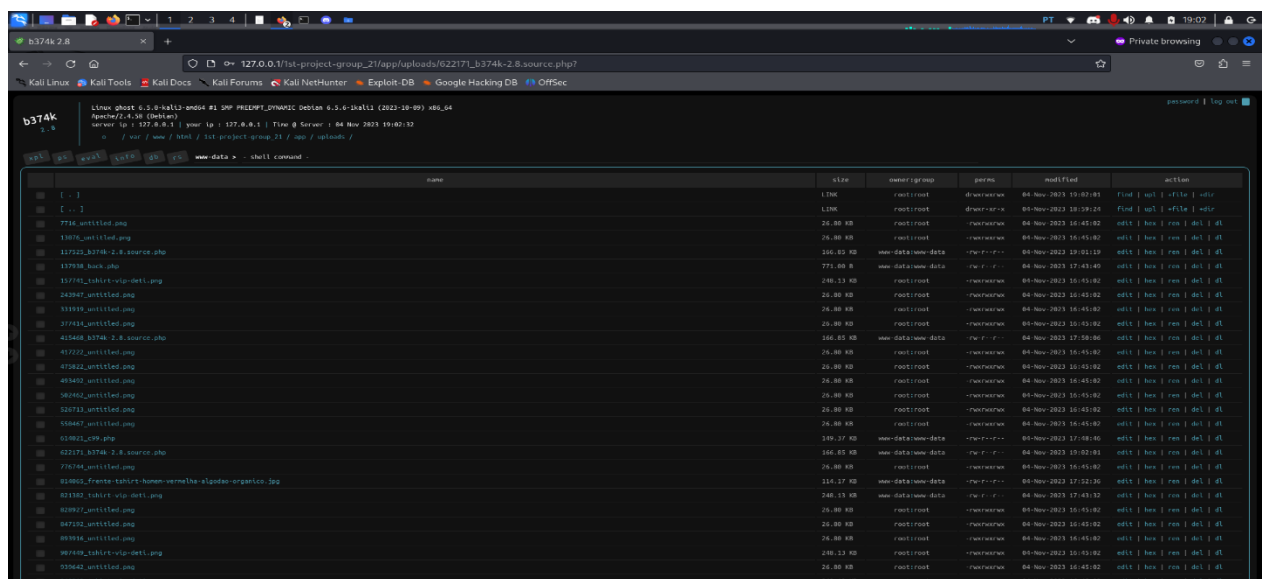 1 2 3 4 PT 19:02
b374k 2.8 × + Private browsing
127.0.0.1/1st-project-group_21/app/uploads/622171_b374k-2.8.source.php?
Kali Linux Kali Tools Kali Docs Kali Forums Kali NetHunter Exploit-DB Google Hacking DB OffSec
password | log out
b374k
2.8
Linux ghost 6.5.0-kali3-amd64 #1 SMP PREEMPT_DYNAMIC Debian 6.5.6-1kali1 (2023-10-09) x86_64
Apache/2.4.58 (Debian)
server ip : 127.0.0.1 | your ip : 127.0.0.1 | Time @ Server : 04 Nov 2023 19:02:32
/ var / www / html / 1st-project-group_21 / app / uploads /
xpl ps eval info db rs www-data > - shell command -
name size owner:group perms modified action
[ . ] LINK root:root drwxrwxrwx 04-Nov-2023 19:02:01 find | upl | +file | +dir
[ .. ] LINK root:root drwxr-xr-x 04-Nov-2023 18:59:24 find | upl | +file | +dir
7716_untitled.png 26.80 KB root:root -rwxrwxrwx 04-Nov-2023 16:45:02 edit | hex | ren | del | dl
13876_untitled.png 26.80 KB root:root -rwxrwxrwx 04-Nov-2023 16:45:02 edit | hex | ren | del | dl
117525_b374k-2.8.source.php 166.85 KB www-data:www-data -rw-r--r-- 04-Nov-2023 19:01:19 edit | hex | ren | del | dl
137938_back.php 771.00 B www-data:www-data -rw-r--r-- 04-Nov-2023 17:43:49 edit | hex | ren | del | dl
157741_tshirt-vip-deti.png 248.13 KB root:root -rwxrwxrwx 04-Nov-2023 16:45:02 edit | hex | ren | del | dl
243947_untitled.png 26.80 KB root:root -rwxrwxrwx 04-Nov-2023 16:45:02 edit | hex | ren | del | dl
331919_untitled.png 26.80 KB root:root -rwxrwxrwx 04-Nov-2023 16:45:02 edit | hex | ren | del | dl
377414_untitled.png 26.80 KB root:root -rwxrwxrwx 04-Nov-2023 16:45:02 edit | hex | ren | del | dl
415468_b374k-2.8.source.php 166.85 KB www-data:www-data -rw-r--r-- 04-Nov-2023 17:50:06 edit | hex | ren | del | dl
417222_untitled.png 26.80 KB root:root -rwxrwxrwx 04-Nov-2023 16:45:02 edit | hex | ren | del | dl
475822_untitled.png 26.80 KB root:root -rwxrwxrwx 04-Nov-2023 16:45:02 edit | hex | ren | del | dl
493492_untitled.png 26.80 KB root:root -rwxrwxrwx 04-Nov-2023 16:45:02 edit | hex | ren | del | dl
502462_untitled.png 26.80 KB root:root -rwxrwxrwx 04-Nov-2023 16:45:02 edit | hex | ren | del | dl
526713_untitled.png 26.80 KB root:root -rwxrwxrwx 04-Nov-2023 16:45:02 edit | hex | ren | del | dl
550467_untitled.png 26.80 KB root:root -rwxrwxrwx 04-Nov-2023 16:45:02 edit | hex | ren | del | dl
614021_c99.php 149.37 KB www-data:www-data -rw-r--r-- 04-Nov-2023 17:48:46 edit | hex | ren | del | dl
622171_b374k-2.8.source.php 166.85 KB www-data:www-data -rw-r--r-- 04-Nov-2023 19:02:01 edit | hex | ren | del | dl
776744_untitled.png 26.80 KB root:root -rwxrwxrwx 04-Nov-2023 16:45:02 edit | hex | ren | del | dl
814065_frente-tshirt-homem-vermelha-algodao-organico.jpg 114.17 KB www-data:www-data -rw-r--r-- 04-Nov-2023 17:52:36 edit | hex | ren | del | dl
821382_tshirt-vip-deti.png 248.13 KB www-data:www-data -rw-r--r-- 04-Nov-2023 17:43:32 edit | hex | ren | del | dl
828927_untitled.png 26.80 KB root:root -rwxrwxrwx 04-Nov-2023 16:45:02 edit | hex | ren | del | dl
847192_untitled.png 26.80 KB root:root -rwxrwxrwx 04-Nov-2023 16:45:02 edit | hex | ren | del | dl
893916_untitled.png 26.80 KB root:root -rwxrwxrwx 04-Nov-2023 16:45:02 edit | hex | ren | del | dl
907449_tshirt-vip-deti.png 248.13 KB root:root -rwxrwxrwx 04-Nov-2023 16:45:02 edit | hex | ren | del | dl
939642_untitled.png 26.80 KB root:root -rwxrwxrwx 04-Nov-2023 16:45:02 edit | hex | ren | del | dl